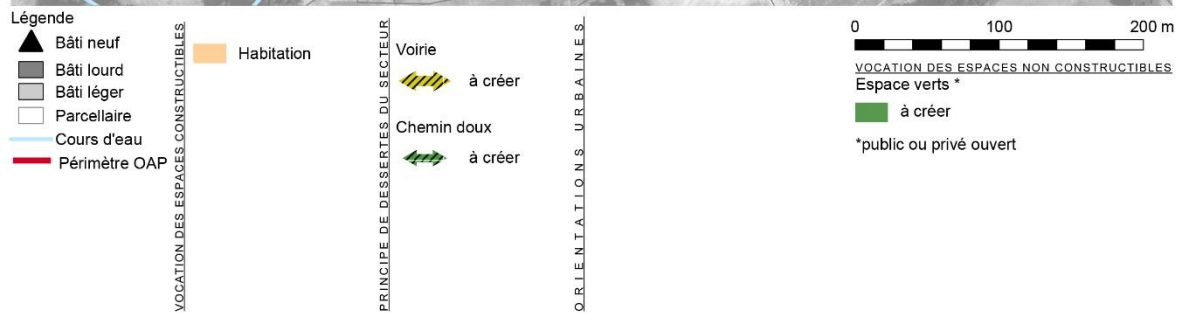 Légende
Bâti neuf
Bâti lourd
Bâti léger
Parcellaire
Cours d'eau
Périmètre OAP
VOCATION DES ESPACES CONSTRUCTIBLES
Habitation
PRINCIPE DE DESSERTES DU SECTEUR
Voirie
à créer
Chemin doux
à créer
ORIENTATIONS URBAINES
0 100 200 m
VOCATION DES ESPACES NON CONSTRUCTIBLES
Espace verts *
à créer
*public ou privé ouvert